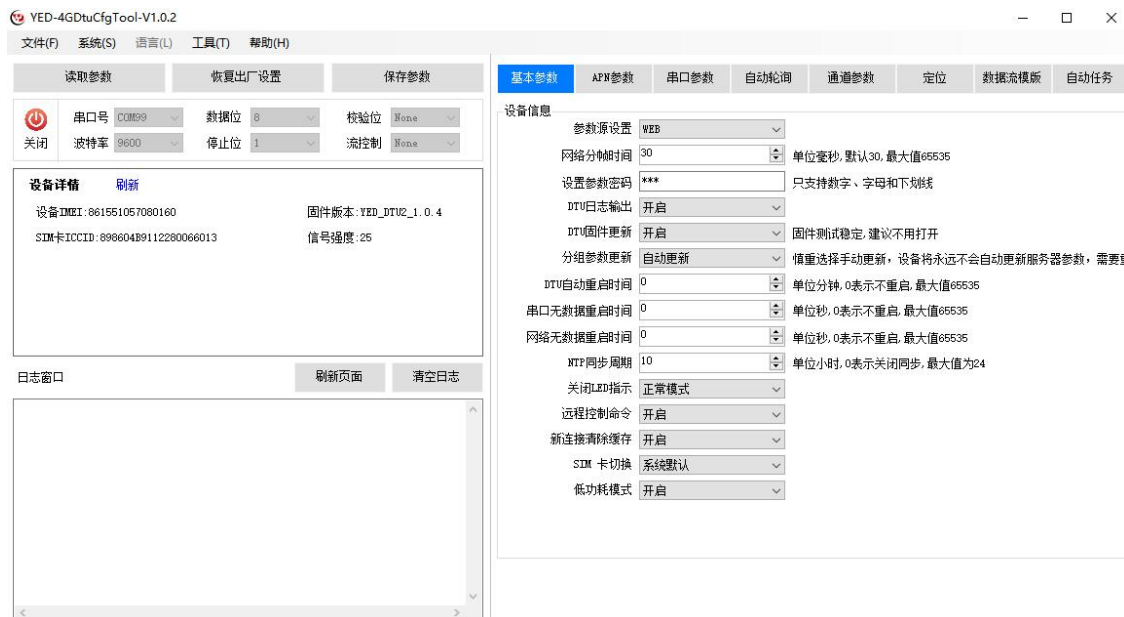 YED-4GDtuCfgTool-V1.0.2
文件(F) 系统(S) 语言(L) 工具(T) 帮助(H)
读取参数 恢复出厂设置 保存参数
串口号 COM99 数据位 8 校验位 None
关闭 波特率 9600 停止位 1 流控制 None
设备详情 刷新
设备IMEI:861551057080160 固件版本:YED_DTU2_1.0.4
SIM卡ICCID:898604B9112280066013 信号强度:25
日志窗口 刷新页面 清空日志
基本参数 APN参数 串口参数 自动轮询 通道参数 定位 数据流模版 自动任务
设备信息
参数源设置 WEB
网络分帧时间 30 单位毫秒,默认30,最大值65535
设置参数密码 *** 只支持数字、字母和下划线
DTU日志输出 开启
DTU固件更新 开启 固件测试稳定,建议不用打开
分组参数更新 自动更新 慎重选择手动更新，设备将永远不会自动更新服务器参数，需要
DTU自动重启时间 0 单位分钟,0表示不重启,最大值65535
串口无数据重启时间 0 单位秒,0表示不重启,最大值65535
网络无数据重启时间 0 单位秒,0表示不重启,最大值65535
NTP同步周期 10 单位小时,0表示关闭同步,最大值为24
关闭LED指示 正常模式
远程控制命令 开启
新连接清除缓存 开启
SIM 卡切换 系统默认
低功耗模式 开启